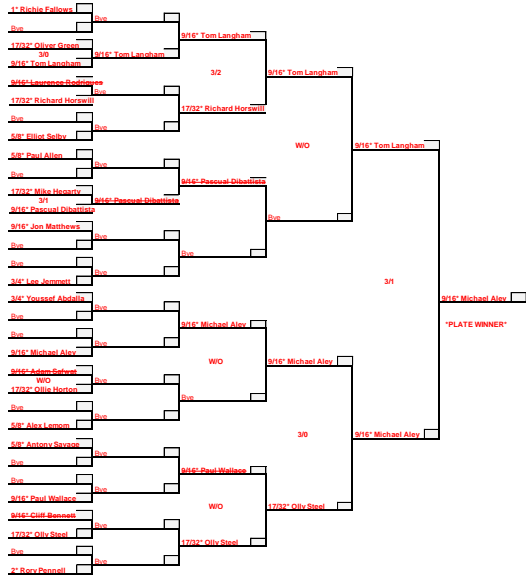 1* Richie Fallows
Bye
17/32* Oliver Green
3/0
9/16* Tom Langham
9/16* Laurence Rodrigues
17/32* Richard Horswill
Bye
5/8* Elliot Selby
5/8* Paul Allen
Bye
17/32* Mike Hegarty
3/1
9/16* Pascual Dibattista
9/16* Jon Matthews
Bye
Bye
3/4* Lee Jemmett
3/4* Youssef Abdalla
Bye
Bye
9/16* Michael Aley
9/16* Adam Safwat
W/O
17/32* Ollie Horton
Bye
5/8* Alex Lemom
5/8* Antony Savage
Bye
Bye
9/16* Paul Wallace
9/16* Cliff Bennett
17/32* Olly Steel
Bye
2* Rory Pennell
Bye
9/16* Tom Langham
Bye
Bye
Bye
9/16* Pascual Dibattista
Bye
Bye
Bye
Bye
Bye
Bye
Bye
Bye
Bye
Bye
9/16* Tom Langham
3/2
17/32* Richard Horswill
9/16* Pascual Dibattista
Bye
9/16* Michael Aley
W/O
Bye
9/16* Paul Wallace
W/O
17/32* Olly Steel
9/16* Tom Langham
W/O
Bye
9/16* Michael Aley
3/0
17/32* Olly Steel
9/16* Tom Langham
3/1
9/16* Michael Aley
9/16* Michael Aley
*PLATE WINNER*